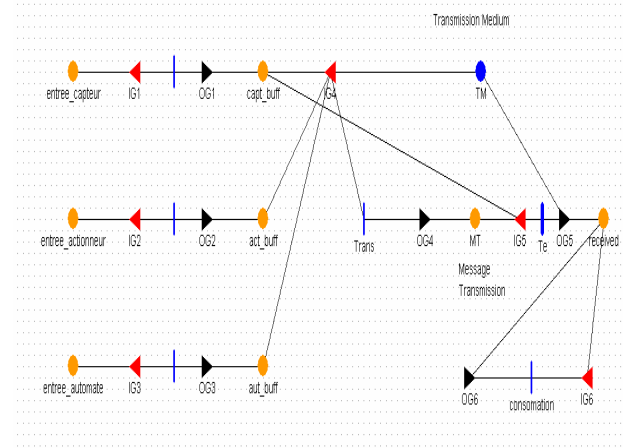 Transmission Medium
entree_capteur IG1 OG1 capt_buff IG4 TM
entree_actionneur IG2 OG2 act_buff Trans OG4 MT IG5 Te OG5 received
Message
Transmission
entree_automate IG3 OG3 aut_buff OG6 consomation IG6